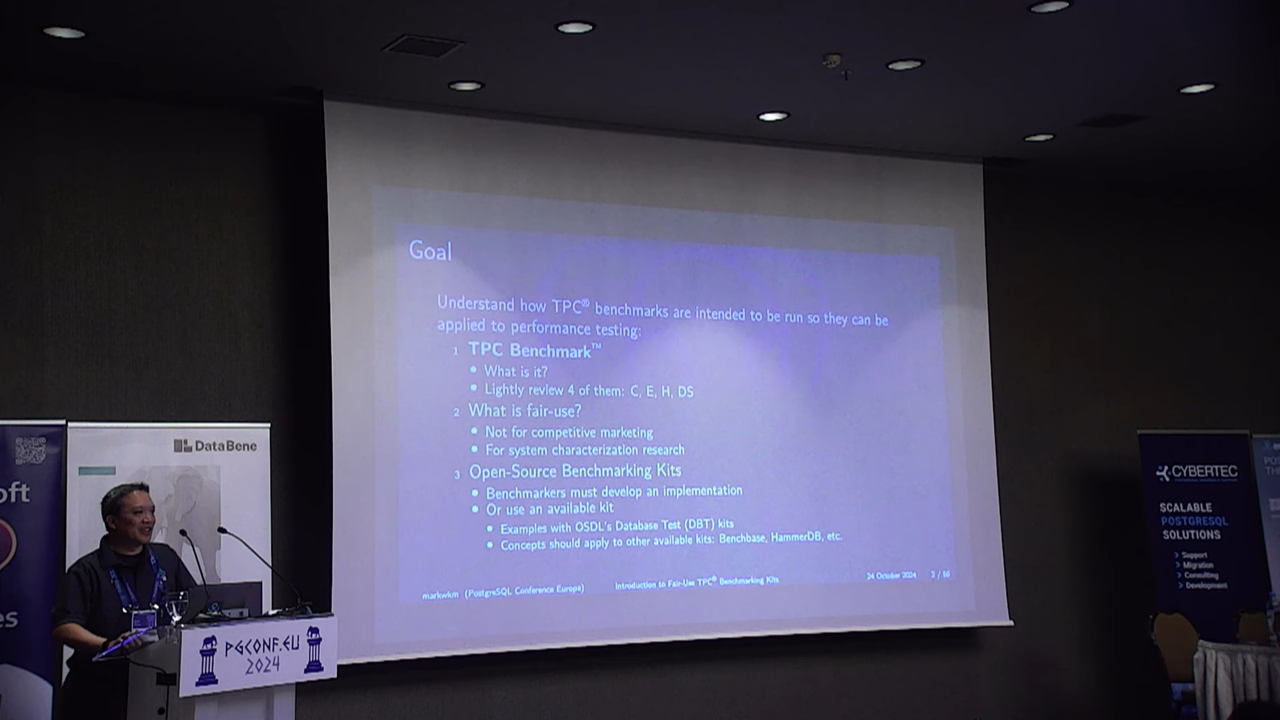 Goal
Understand how TPC® benchmarks are intended to be run so they can be
applied to performance testing:
1 TPC Benchmark™
• What is it?
• Lightly review 4 of them: C, E, H, DS
2 What is fair-use?
• Not for competitive marketing
• For system characterization research
3 Open-Source Benchmarking Kits
• Benchmarkers must develop an implementation
• Or use an available kit
• Examples with OSDL's Database Test (DBT) kits
• Concepts should apply to other available kits: Benchbase, HammerDB, etc.
markwkm (PostgreSQL Conference Europe) Introduction to Fair-Use TPC® Benchmarking Kits 24 October 2024 3 / 56
oft
es
DataBene
PGCONF.EU
2024
CYBERTEC
SCALABLE
POSTGRESQL
SOLUTIONS
> Support
> Migration
> Consulting
> Development